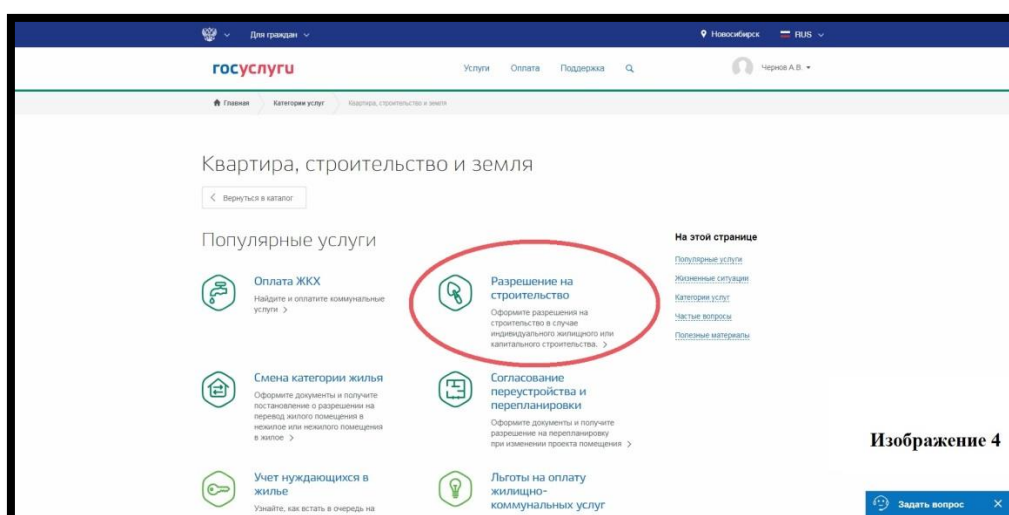 Для граждан
Новосибирск
RUS
госуслуги
Услуги
Оплата
Поддержка
Чернов А.В.
Главная
Категории услуг
Квартира, строительство и земля
Квартира, строительство и земля
Вернуться в каталог
Популярные услуги
Оплата ЖКХ
Найдите и оплатите коммунальные
услуги >
Разрешение на
строительство
Оформите разрешения на
строительство в случае
индивидуального жилищного или
капитального строительства. >
Смена категории жилья
Оформите документы и получите
постановление о разрешении на
перевод жилого помещения в
нежилое или нежилого помещения
в жилое >
Согласование
переустройства и
перепланировки
Оформите документы и получите
разрешение на перепланировку
при изменении проекта помещения >
Учет нуждающихся в
жилье
Узнайте, как встать в очередь на
Льготы на оплату
жилищно-
коммунальных услуг
На этой странице
Популярные услуги
Жизненные ситуации
Категории услуг
Частые вопросы
Полезные материалы
Изображение 4
Задать вопрос